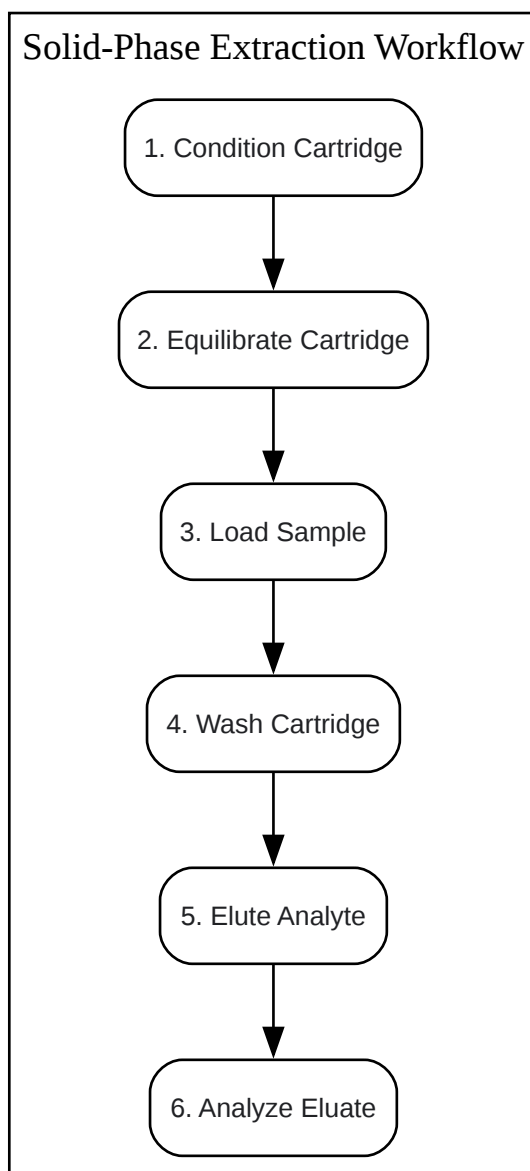 Solid-Phase Extraction Workflow
1. Condition Cartridge
2. Equilibrate Cartridge
3. Load Sample
4. Wash Cartridge
5. Elute Analyte
6. Analyze Eluate